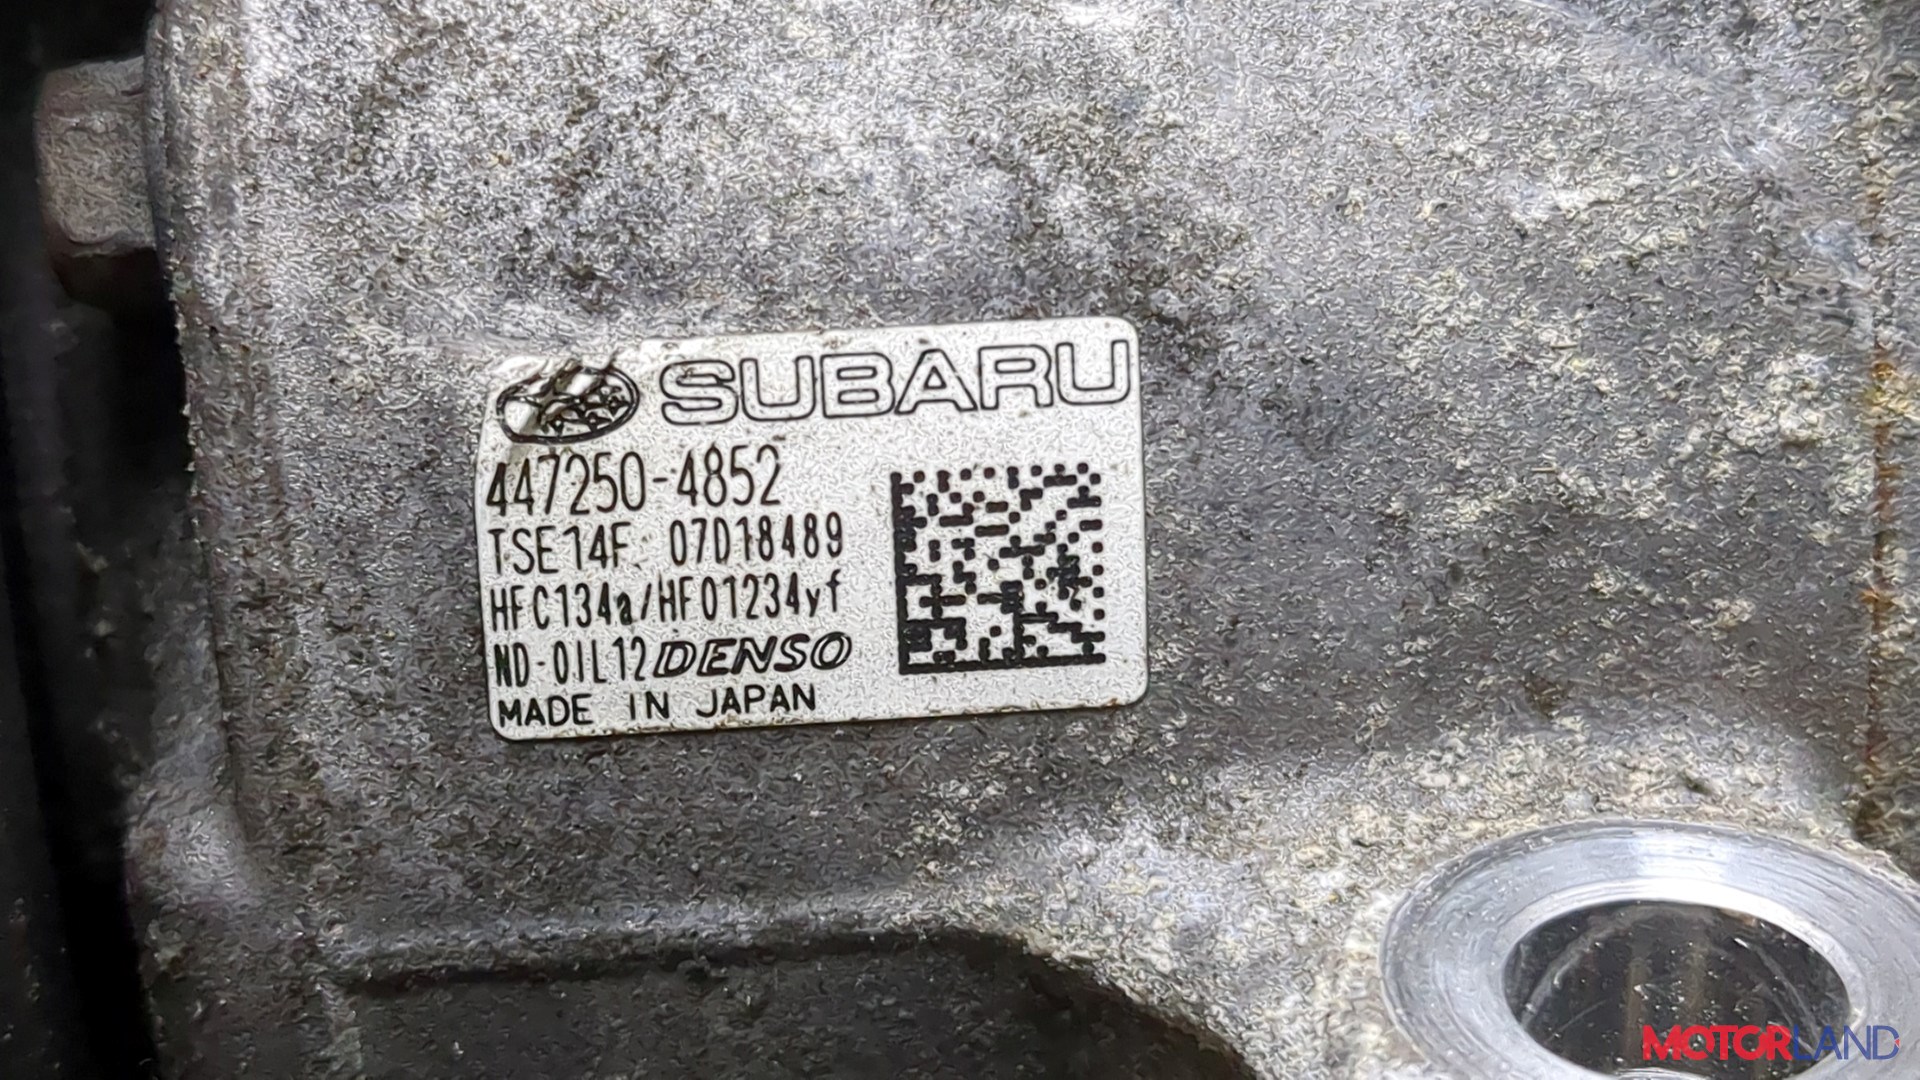 SUBARU
447250-4852
TSE14F 07D18489
HFC134a/HFO1234yf
ND-OIL12 DENSO
MADE IN JAPAN
MOTORLAND